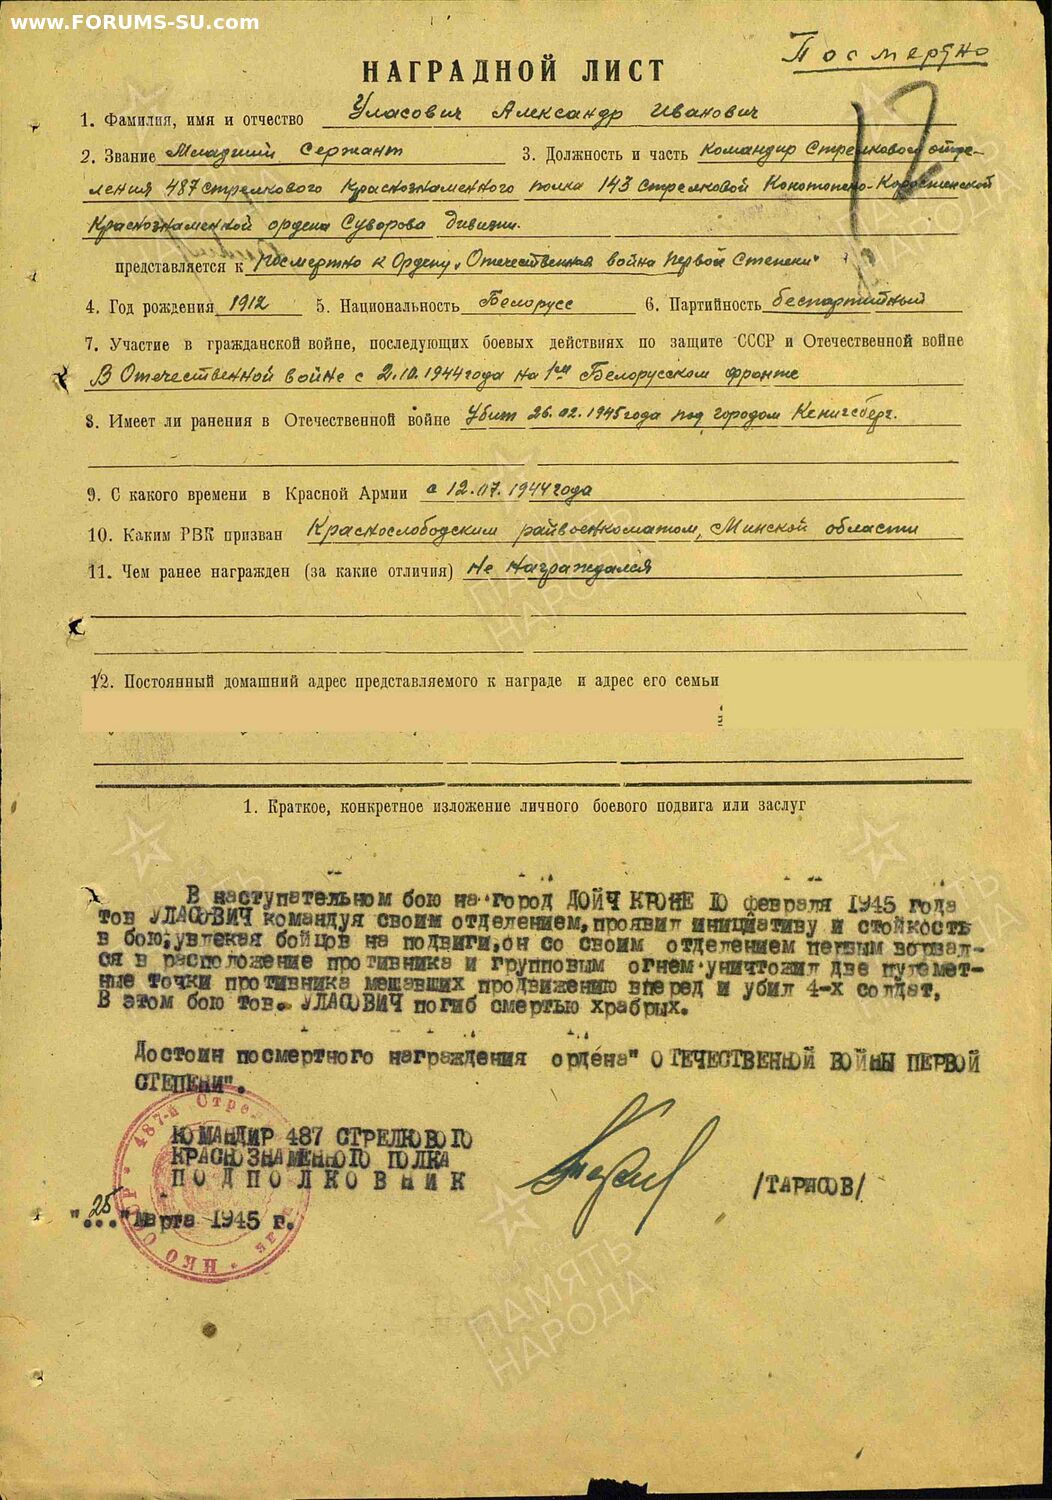 www.FORUMS-SU.com
Посмертно
НАГРАДНОЙ ЛИСТ
1. Фамилия, имя и отчество Уласович Александр Иванович
2. Звание Младший Сержант 3. Должность и часть Командир Стрелковой отде-
ления 487 стрелкового Краснознаменного полка 143 стрелковой Конотопско-Коростенской
Краснознаменной ордена Суворова Дивизии.
представляется к посмертно к Ордену „Отечественная война Первой Степени"
4. Год рождения 1912 5. Национальность Белорусс 6. Партийность беспартийный
7. Участие в гражданской войне, последующих боевых действиях по защите СССР и Отечественной войне
В Отечественной войне с 2.10.1944 года на 1ом Белорусском фронте
8. Имеет ли ранения в Отечественной войне Убит 26.02.1945 года под городом Кенигсберг.
9. С какого времени в Красной Армии с 12.07.1944 года
10. Каким РВК призван Краснослободским райвоенкоматом, Минской области
11. Чем ранее награжден (за какие отличия) Не награждался
12. Постоянный домашний адрес представляемого к награде и адрес его семьи
1. Краткое, конкретное изложение личного боевого подвига или заслуг
В наступательном бою на город ДОЙЧ КРОНЕ 10 февраля 1945 года
тов УЛАСОВИЧ командуя своим отделением, проявил инициативу и стойкость
в бою, увлекая бойцов на подвиги, он со своим отделением первым ворвал-
ся в расположение противника и групповым огнем уничтожил две пулемет-
ные точки противника мешавших продвижению вперед и убил 4-х солдат.
В этом бою тов. УЛАСОВИЧ погиб смертью храбрых.
Достоин посмертного награждения ордена" ОТЕЧЕСТВЕННОЙ ВОЙНЫ ПЕРВОЙ
СТЕПЕНИ".
КОМАНДИР 487 СТРЕЛКОВОГО
КРАСНОЗНАМЕННОГО ПОЛКА
ПОДПОЛКОВНИК /ТАРАСОВ/
"25" марта 1945 г.
487-й Стрел
НКО СССР
ПАМЯТЬ НАРОДА